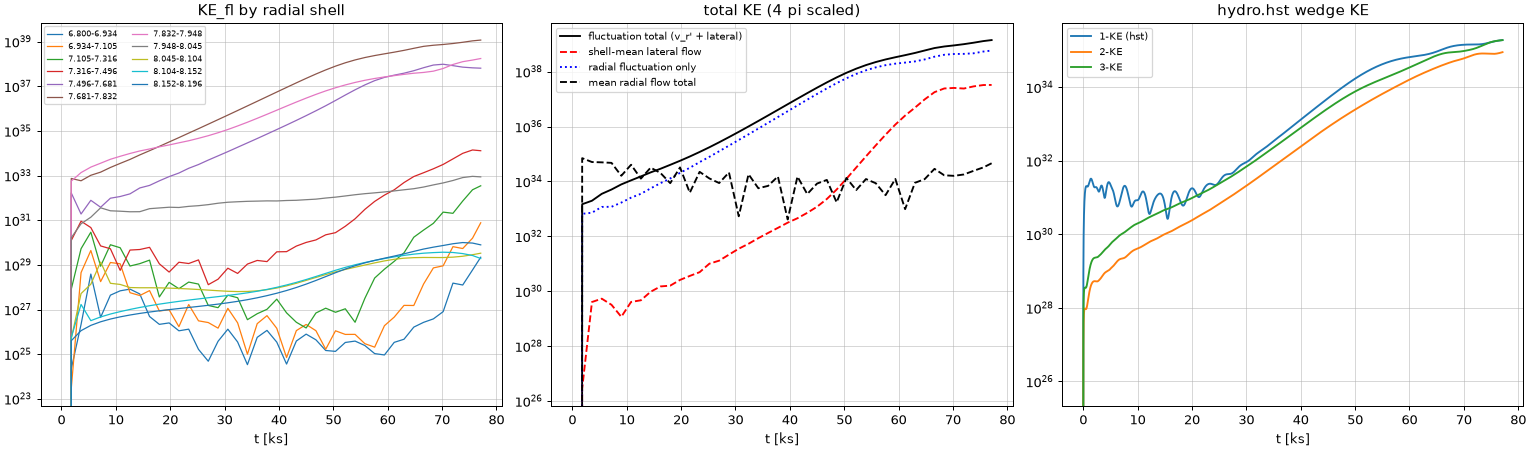 KE_fl by radial shell
6.800-6.934
6.934-7.105
7.105-7.316
7.316-7.496
7.496-7.681
7.681-7.832
7.832-7.948
7.948-8.045
8.045-8.104
8.104-8.152
8.152-8.196
10^39
10^37
10^35
10^33
10^31
10^29
10^27
10^25
10^23
0 10 20 30 40 50 60 70 80
t [ks]
total KE (4 pi scaled)
fluctuation total (v_r' + lateral)
shell-mean lateral flow
radial fluctuation only
mean radial flow total
10^38
10^36
10^34
10^32
10^30
10^28
10^26
0 10 20 30 40 50 60 70 80
t [ks]
hydro.hst wedge KE
1-KE (hst)
2-KE
3-KE
10^34
10^32
10^30
10^28
10^26
0 10 20 30 40 50 60 70 80
t [ks]